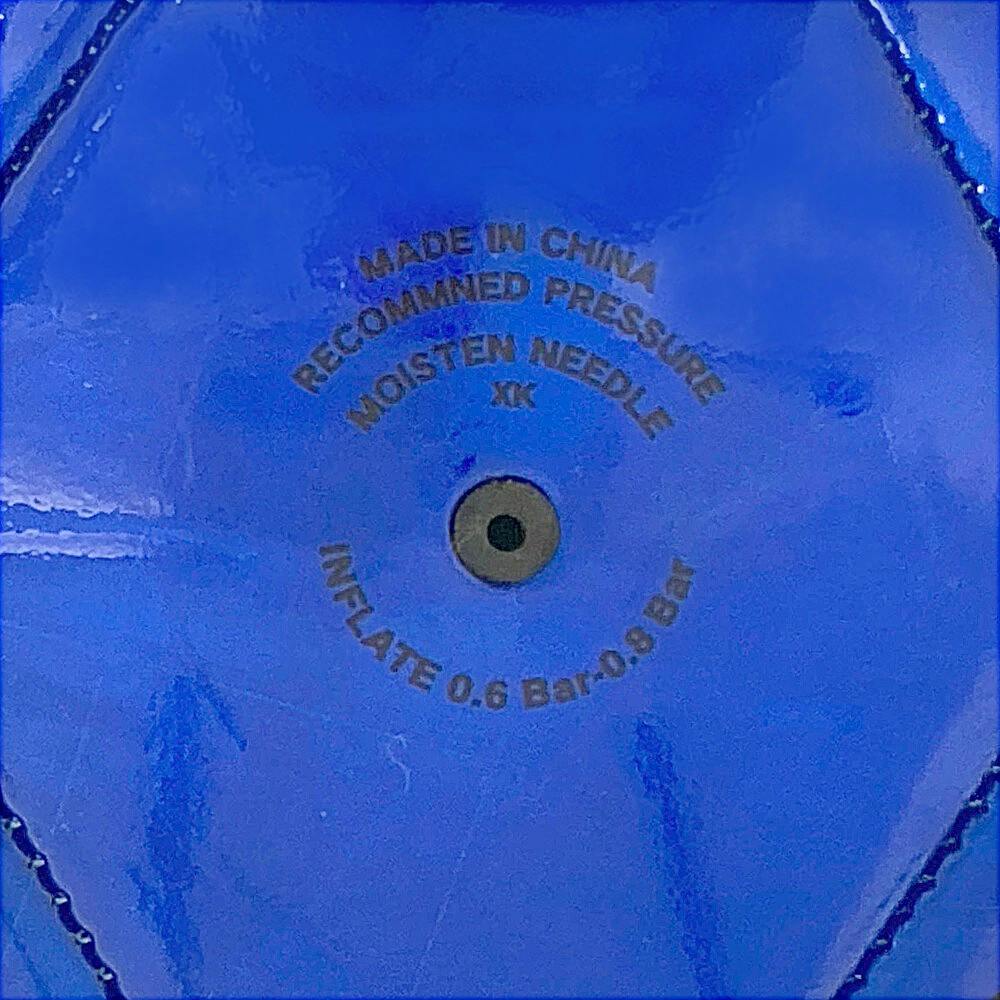 MADE IN CHINA
RECOMMNED PRESSURE
MOISTEN NEEDLE
XK
INFLATE 0.6 Bar-0.8 Bar